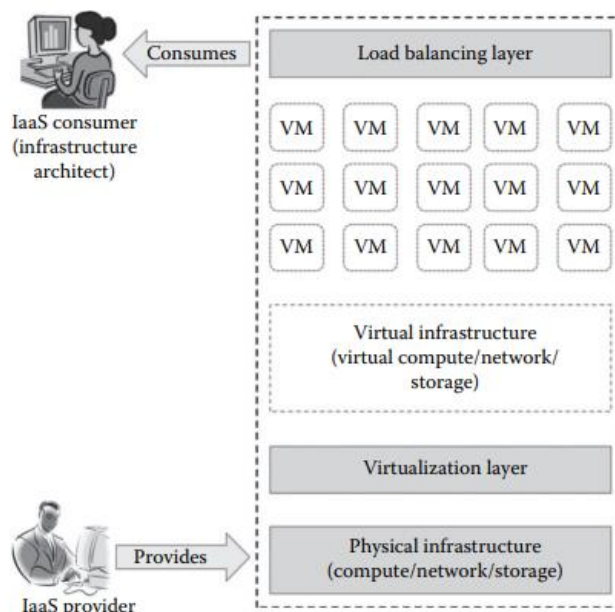 Consumes
Load balancing layer
IaaS consumer
(infrastructure
architect)
VM VM VM VM VM
VM VM VM VM VM
VM VM VM VM VM
Virtual infrastructure
(virtual compute/network/
storage)
Virtualization layer
Provides
Physical infrastructure
(compute/network/storage)
IaaS provider